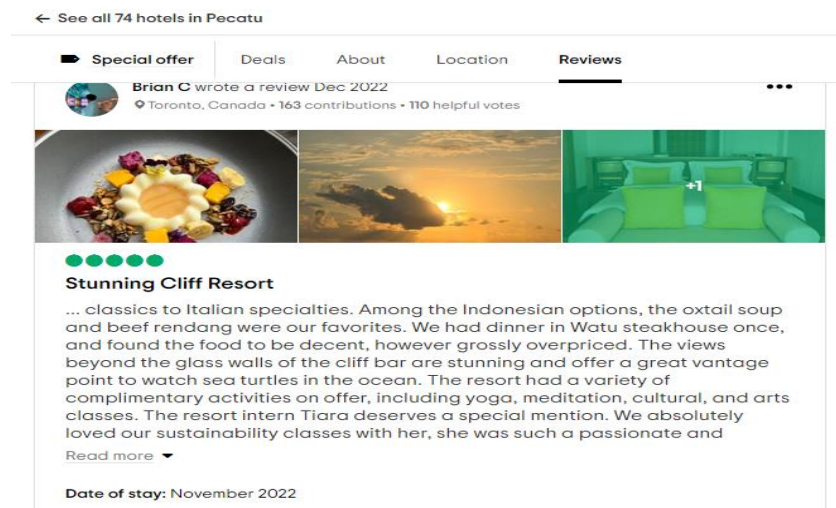 ← See all 74 hotels in Pecatu
Special offer
Deals
About
Location
Reviews
Brian C wrote a review Dec 2022
Toronto, Canada • 163 contributions • 110 helpful votes
+1
Stunning Cliff Resort
... classics to Italian specialties. Among the Indonesian options, the oxtail soup
and beef rendang were our favorites. We had dinner in Watu steakhouse once,
and found the food to be decent, however grossly overpriced. The views
beyond the glass walls of the cliff bar are stunning and offer a great vantage
point to watch sea turtles in the ocean. The resort had a variety of
complimentary activities on offer, including yoga, meditation, cultural, and arts
classes. The resort intern Tiara deserves a special mention. We absolutely
loved our sustainability classes with her, she was such a passionate and
Read more
Date of stay: November 2022